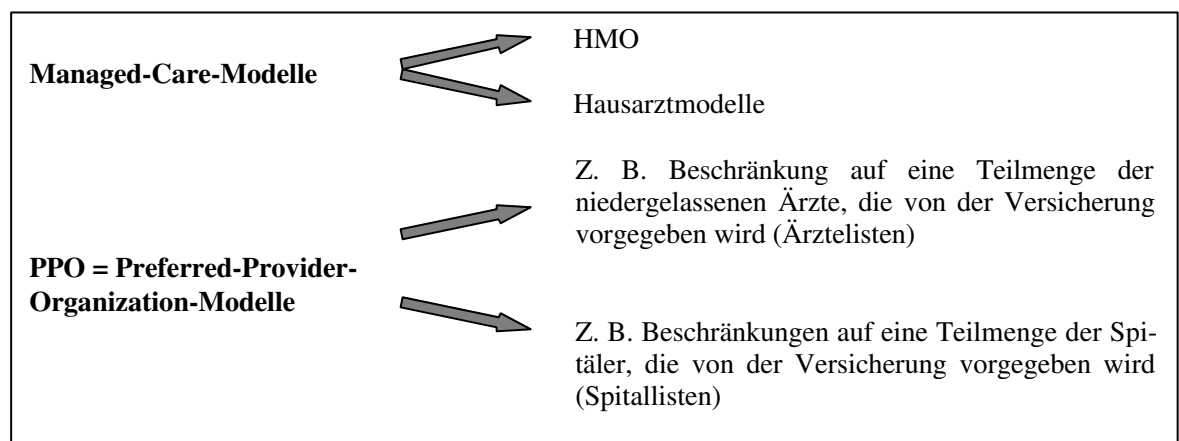 HMO
Managed-Care-Modelle
Hausarztmodelle
Z. B. Beschränkung auf eine Teilmenge der
niedergelassenen Ärzte, die von der Versicherung
vorgegeben wird (Ärztelisten)
PPO = Preferred-Provider-
Organization-Modelle
Z. B. Beschränkungen auf eine Teilmenge der Spi-
täler, die von der Versicherung vorgegeben wird
(Spitallisten)